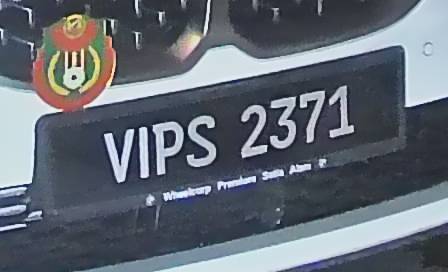 VIPS 2371
Wheelcorp Premium Setia Alam